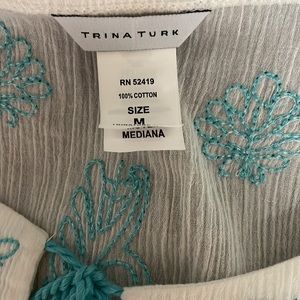 TRINA TURK
RN 52419
100% COTTON
SIZE
M
MEDIANA